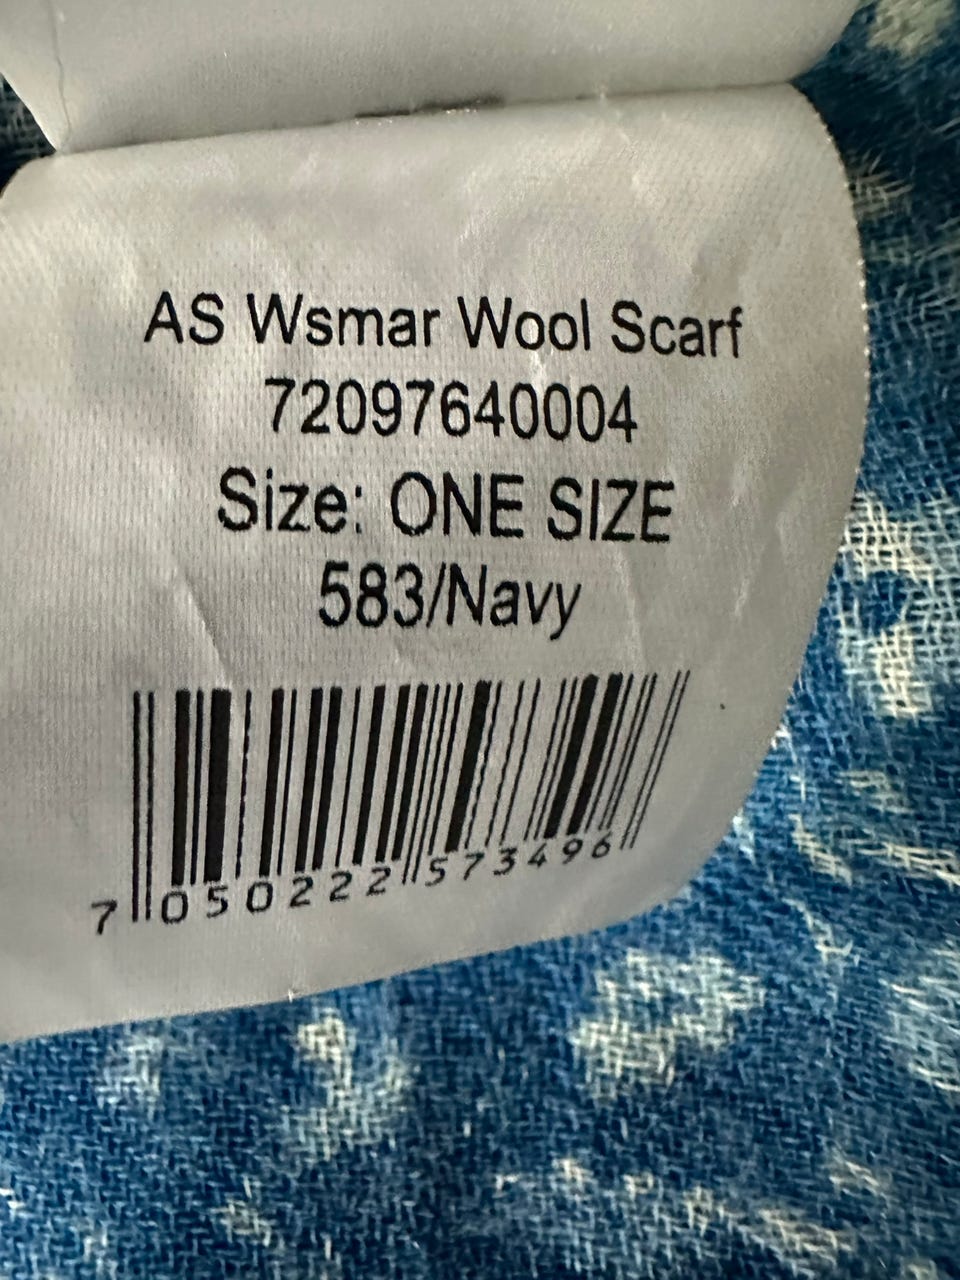 AS Wsmar Wool Scarf
72097640004
Size: ONE SIZE
583/Navy
7 050222 573496